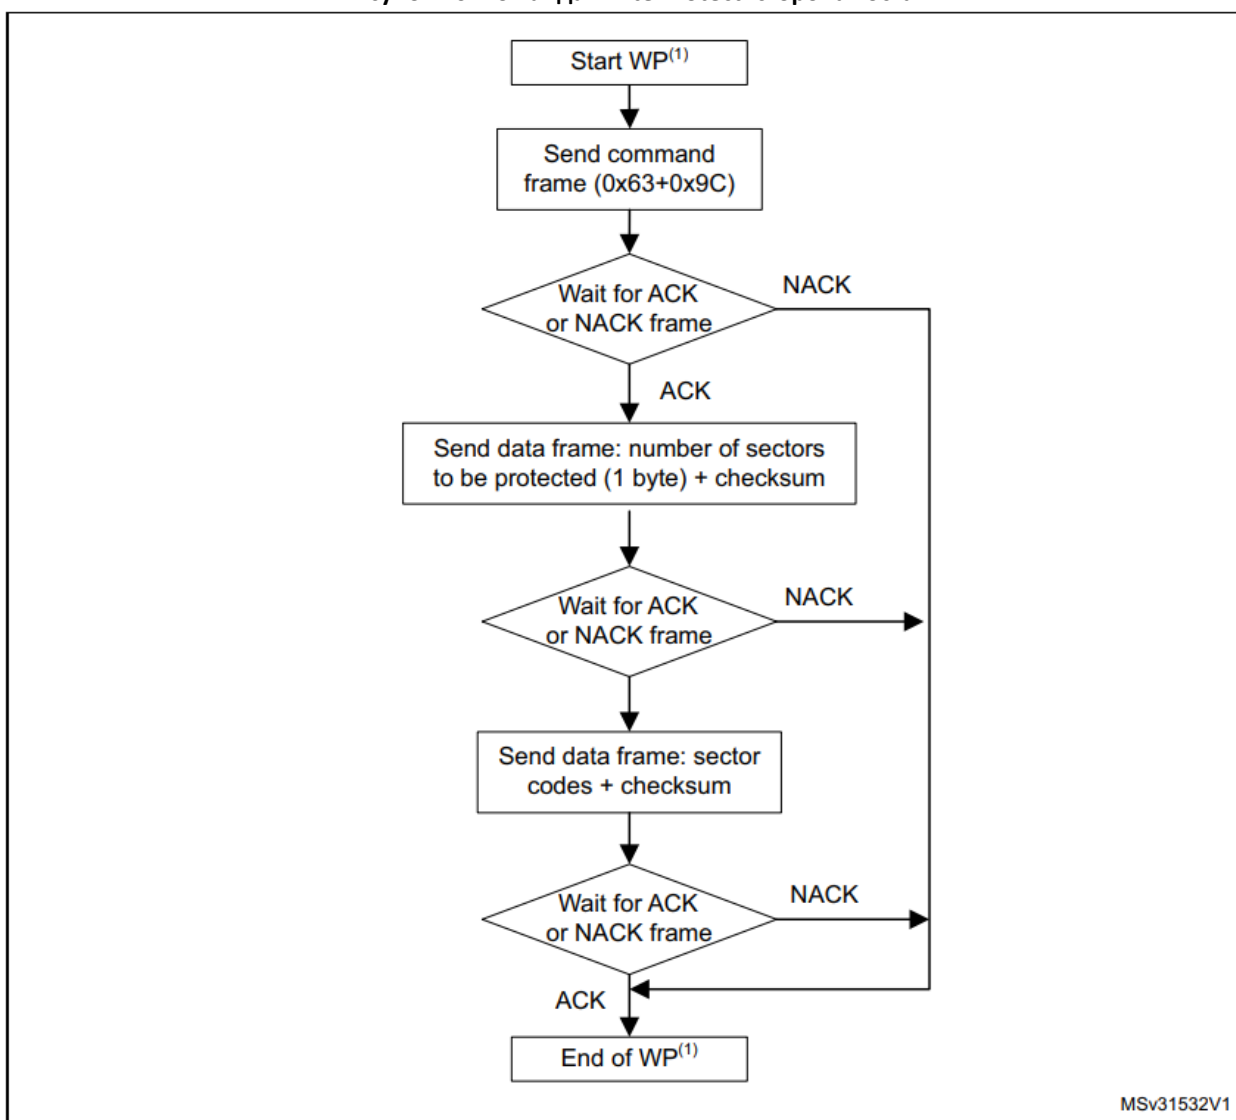 Start WP(1)
Send command
frame (0x63+0x9C)
Wait for ACK
or NACK frame
NACK
ACK
Send data frame: number of sectors
to be protected (1 byte) + checksum
Wait for ACK
or NACK frame
NACK
Send data frame: sector
codes + checksum
Wait for ACK
or NACK frame
NACK
ACK
End of WP(1)
MSv31532V1